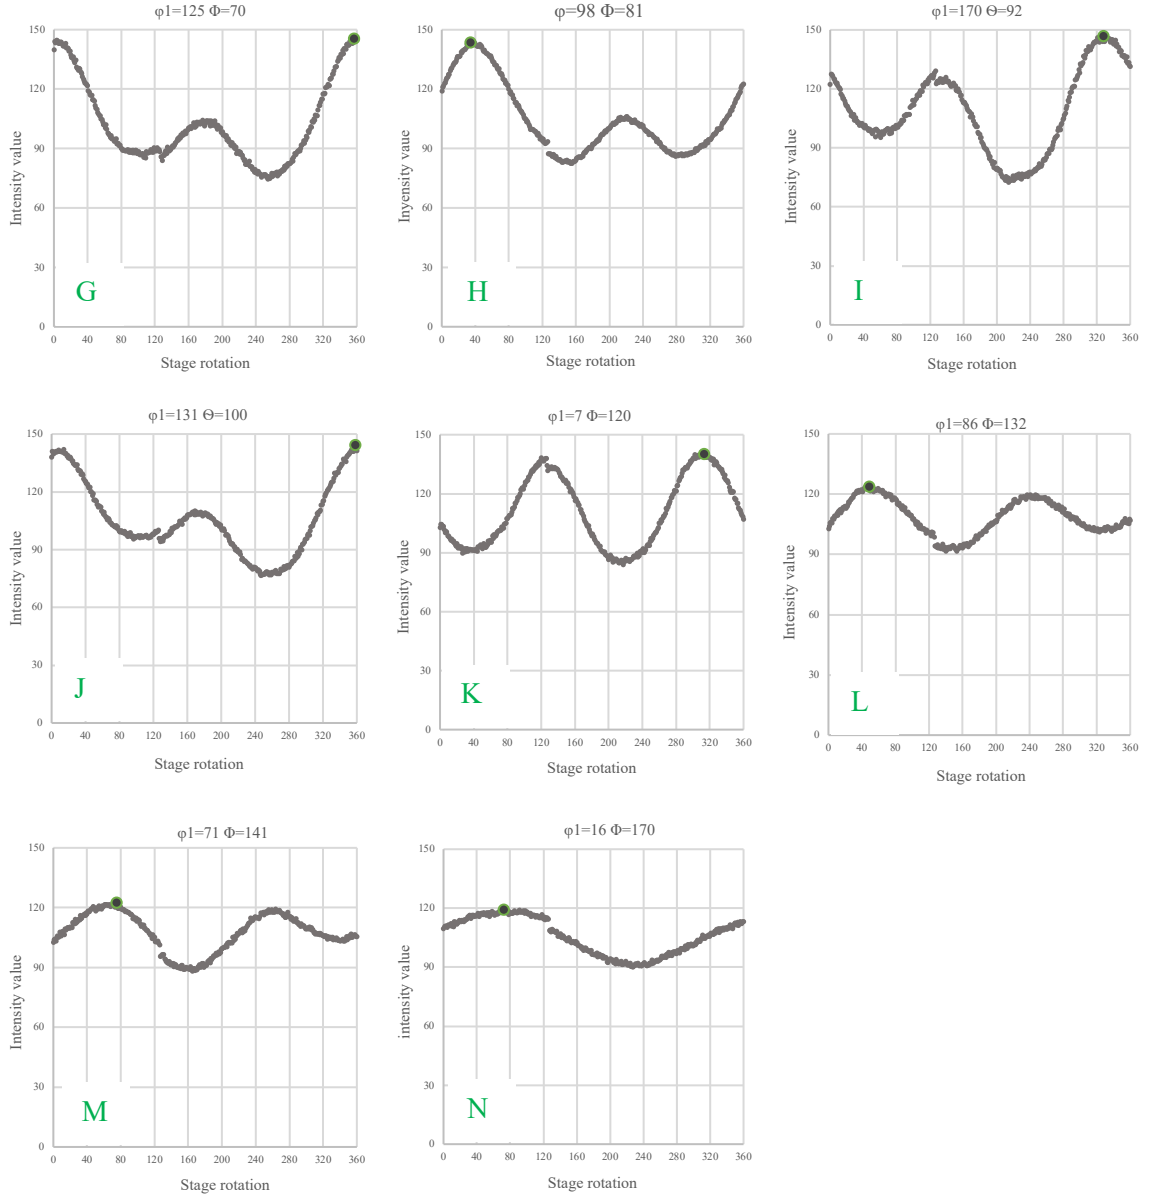 φ1=125 Φ=70
150
120
90
60
30
0
Intensity value
G
0 40 80 120 160 200 240 280 320 360
Stage rotation
φ=98 Φ=81
150
120
90
60
30
0
Inyensity value
H
0 40 80 120 160 200 240 280 320 360
Stage rotation
φ1=170 Θ=92
150
120
90
60
30
0
Intensity value
I
0 40 80 120 160 200 240 280 320 360
Stage rotation
φ1=131 Θ=100
150
120
90
60
30
0
Intensity value
J
0 40 80 120 160 200 240 280 320 360
Stage rotation
φ1=7 Φ=120
150
120
90
60
30
0
Intensity value
K
0 40 80 120 160 200 240 280 320 360
Stage rotation
φ1=86 Φ=132
150
120
90
60
30
0
Intensity value
L
0 40 80 120 160 200 240 280 320 360
Stage rotation
φ1=71 Φ=141
150
120
90
60
30
0
Intensity value
M
0 40 80 120 160 200 240 280 320 360
Stage rotation
φ1=16 Φ=170
150
120
90
60
30
0
intensity value
N
0 40 80 120 160 200 240 280 320 360
Stage rotation